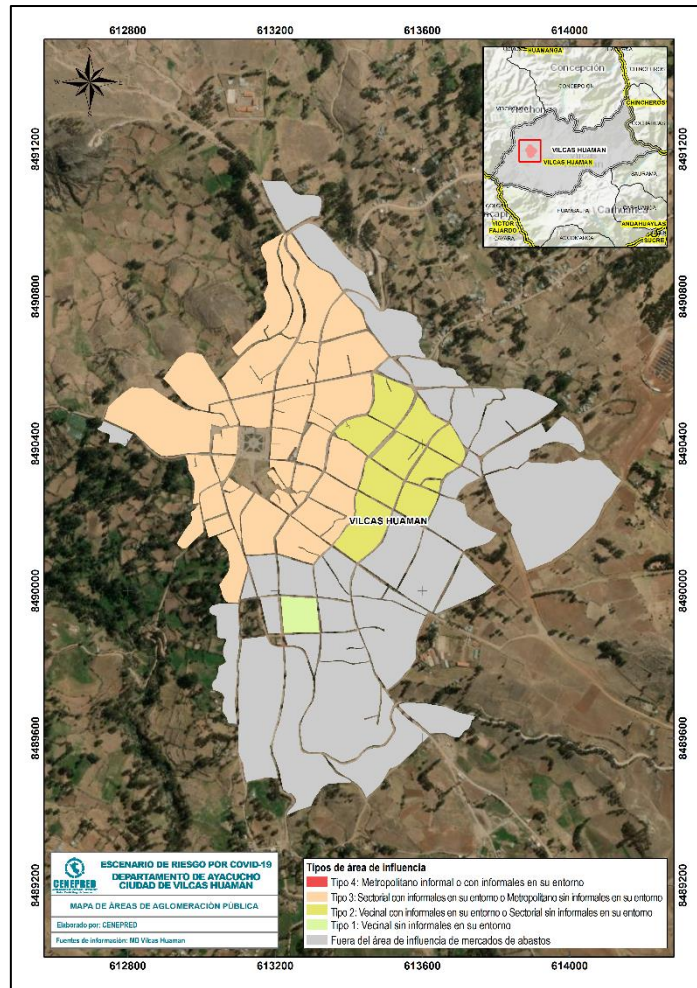 612800 613200 613600 614000
8491200
8490800
8490400
8490000
8489600
8489200
8491200
8490800
8490400
8490000
8489600
8489200
HUAMANGA
Concepción
CONCEPCION
CHINCHEROS
VILCAS HUAMAN
VILCAS HUAMAN
SAURAMA
HUAMBALPA
Carhuanca
VICTOR
FAJARDO
ANDAHUAYLAS
SUCRE
VILCAS HUAMAN
CENEPRED
ESCENARIO DE RIESGO POR COVID-19
DEPARTAMENTO DE AYACUCHO
CIUDAD DE VILCAS HUAMAN
MAPA DE ÁREAS DE AGLOMERACIÓN PÚBLICA
Elaborado por: CENEPRED
Fuentes de información: MD Vilcas Huaman
Tipos de área de influencia
Tipo 4: Metropolitano informal o con informales en su entorno
Tipo 3: Sectorial con informales en su entorno o Metropolitano sin informales en su entorno
Tipo 2: Vecinal con informales en su entorno o Sectorial sin informales en su entorno
Tipo 1: Vecinal sin informales en su entorno
Fuera del área de influencia de mercados de abastos
612800 613200 613600 614000